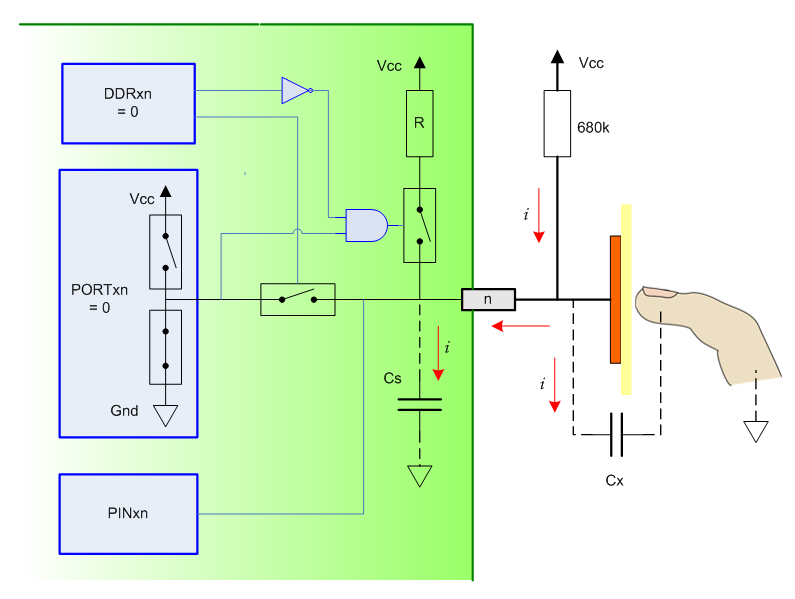 DDRxn
= 0
Vcc
R
Vcc
680k
Vcc
i
PORTxn
= 0
n
Gnd
Cs
i
i
Cx
PINxn